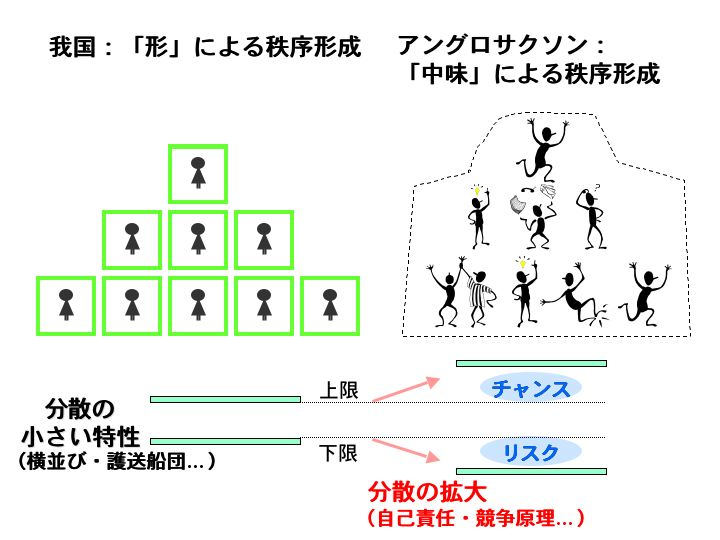 我国：「形」による秩序形成
アングロサクソン：
「中味」による秩序形成
?
上限
チャンス
分散の
小さい特性
（横並び・護送船団...）
下限
リスク
分散の拡大
（自己責任・競争原理...）